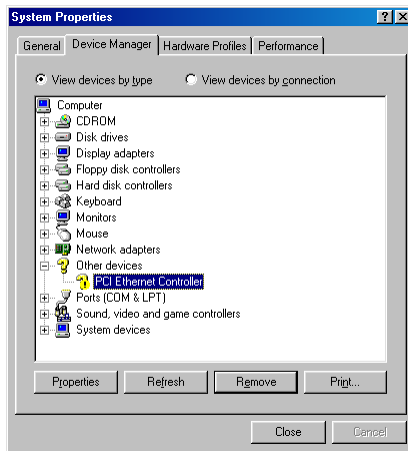 System Properties
General Device Manager Hardware Profiles Performance
View devices by type View devices by connection
Computer
CDROM
Disk drives
Display adapters
Floppy disk controllers
Hard disk controllers
Keyboard
Monitors
Mouse
Network adapters
Other devices
PCI Ethernet Controller
Ports (COM & LPT)
Sound, video and game controllers
System devices
Properties Refresh Remove Print...
Close Cancel